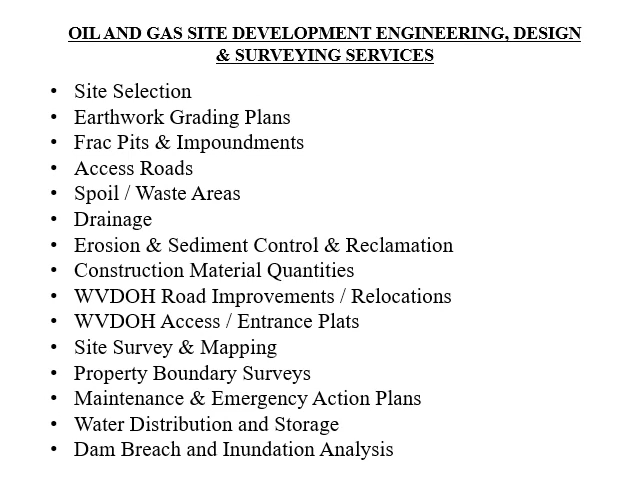 OIL AND GAS SITE DEVELOPMENT ENGINEERING, DESIGN
& SURVEYING SERVICES
• Site Selection
• Earthwork Grading Plans
• Frac Pits & Impoundments
• Access Roads
• Spoil / Waste Areas
• Drainage
• Erosion & Sediment Control & Reclamation
• Construction Material Quantities
• WVDOH Road Improvements / Relocations
• WVDOH Access / Entrance Plats
• Site Survey & Mapping
• Property Boundary Surveys
• Maintenance & Emergency Action Plans
• Water Distribution and Storage
• Dam Breach and Inundation Analysis